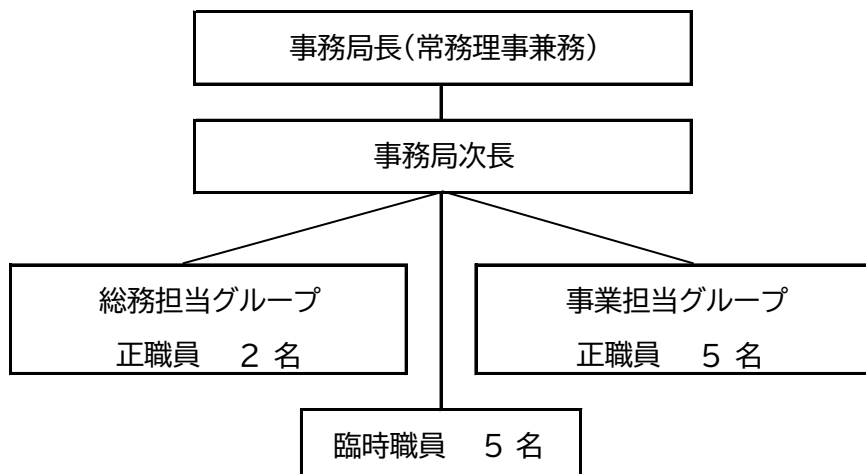 事務局長(常務理事兼務)
事務局次長
総務担当グループ
正職員　２ 名
事業担当グループ
正職員　５ 名
臨時職員　５ 名